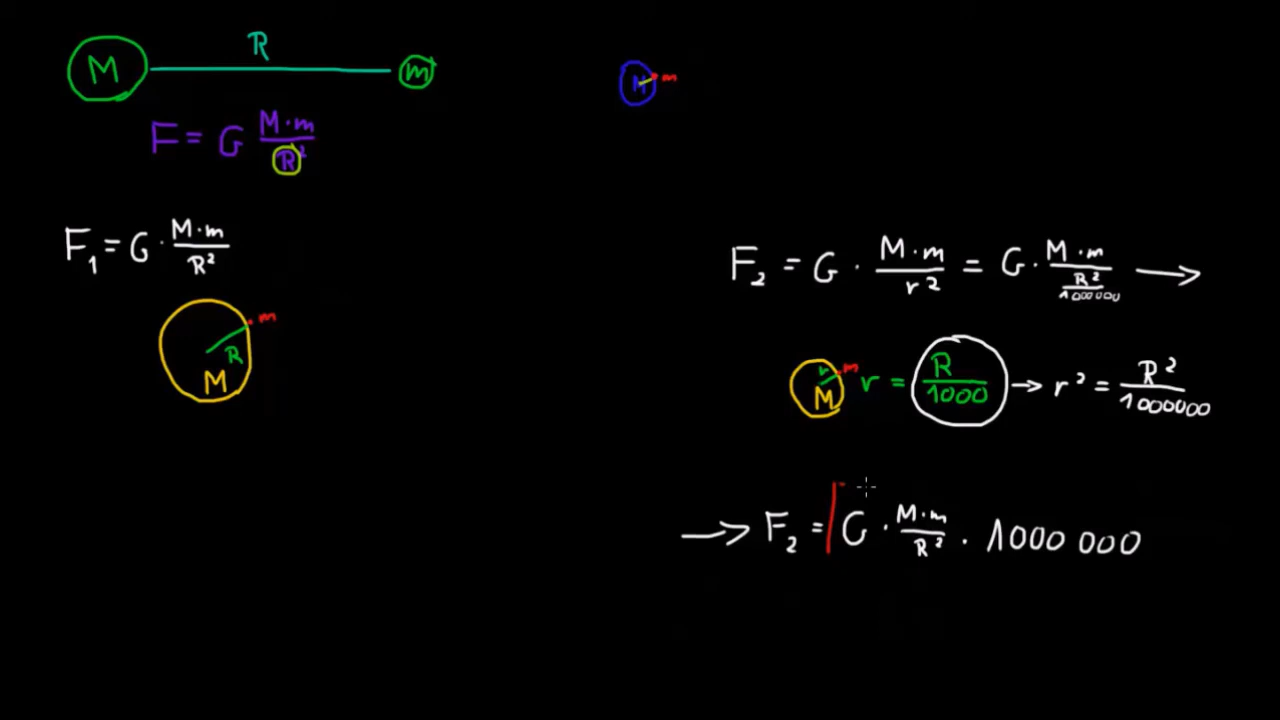 R
M m
F = G M·m/R²
M m
F₁ = G · M·m/R²
m
R
M
F₂ = G · M·m/r² = G · M·m/(R²/1000000) →
r m
M
r = R/1000 → r² = R²/1000000
→ F₂ = G · M·m/R² · 1000 000